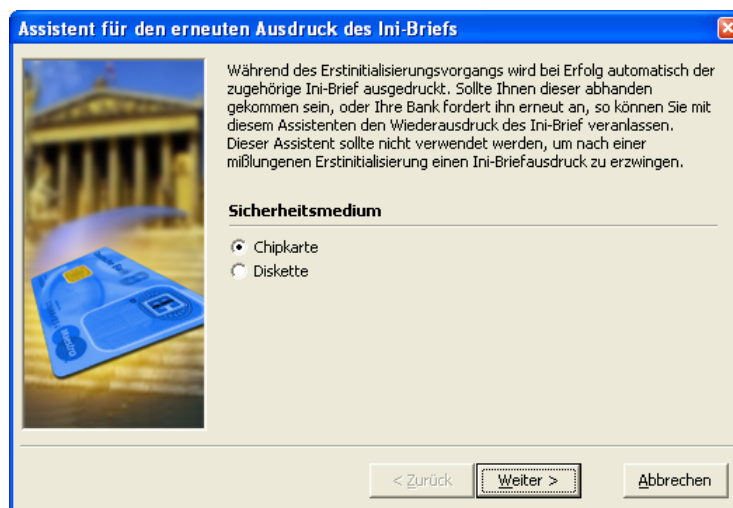 Assistent für den erneuten Ausdruck des Ini-Briefs
Während des Erstinitialisierungsvorgangs wird bei Erfolg automatisch der
zugehörige Ini-Brief ausgedruckt. Sollte Ihnen dieser abhanden
gekommen sein, oder Ihre Bank fordert ihn erneut an, so können Sie mit
diesem Assistenten den Wiederausdruck des Ini-Brief veranlassen.
Dieser Assistent sollte nicht verwendet werden, um nach einer
mißlungenen Erstinitialisierung einen Ini-Briefausdruck zu erzwingen.
Sicherheitsmedium
Chipkarte
Diskette
< Zurück
Weiter >
Abbrechen